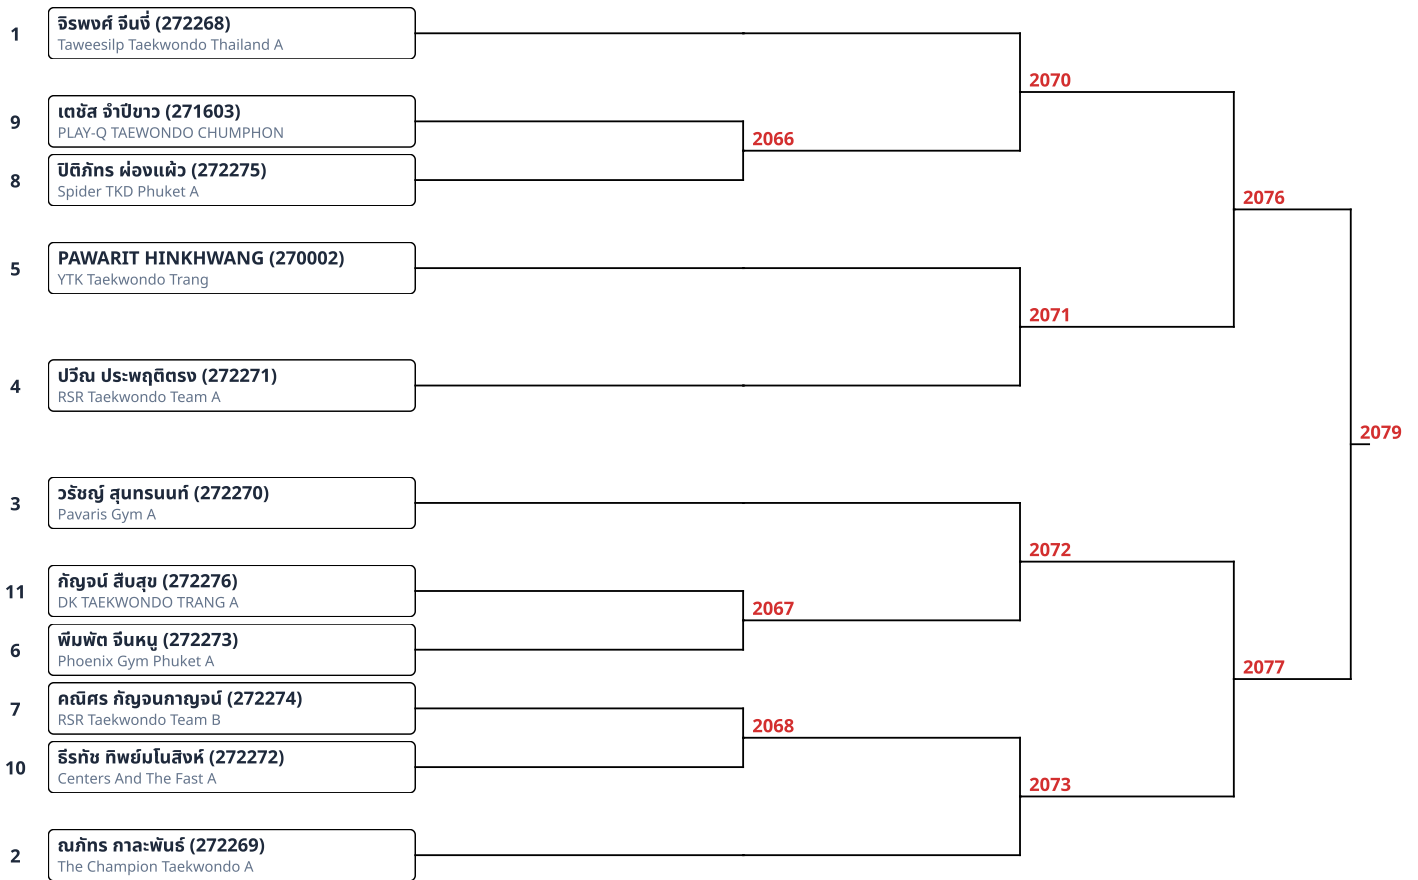 1
จิรพงศ์ จีนงี่ (272268)
Taweesilp Taekwondo Thailand A
2070
9
เตชัส จำปีขาว (271603)
PLAY-Q TAEWONDO CHUMPHON
2066
8
ปิติภัทร ผ่องแผ้ว (272275)
Spider TKD Phuket A
2076
5
PAWARIT HINKHWANG (270002)
YTK Taekwondo Trang
2071
4
ปวีณ ประพฤติตรง (272271)
RSR Taekwondo Team A
2079
3
วรัชญ์ สุนทรนนท์ (272270)
Pavaris Gym A
2072
11
กัญจน์ สืบสุข (272276)
DK TAEKWONDO TRANG A
2067
6
พีมพัต จีนหนู (272273)
Phoenix Gym Phuket A
2077
7
คณิศร กัญจนกาญจน์ (272274)
RSR Taekwondo Team B
2068
10
ธีรทัช ทิพย์มโนสิงห์ (272272)
Centers And The Fast A
2073
2
ณภัทร กาละพันธ์ (272269)
The Champion Taekwondo A